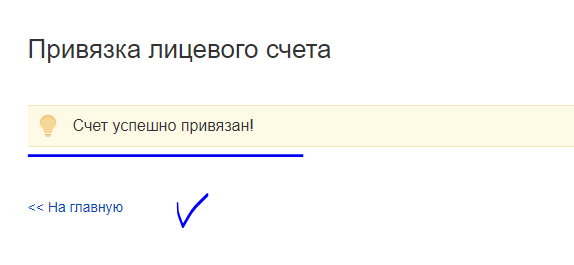 Привязка лицевого счета
Счет успешно привязан!
<< На главную